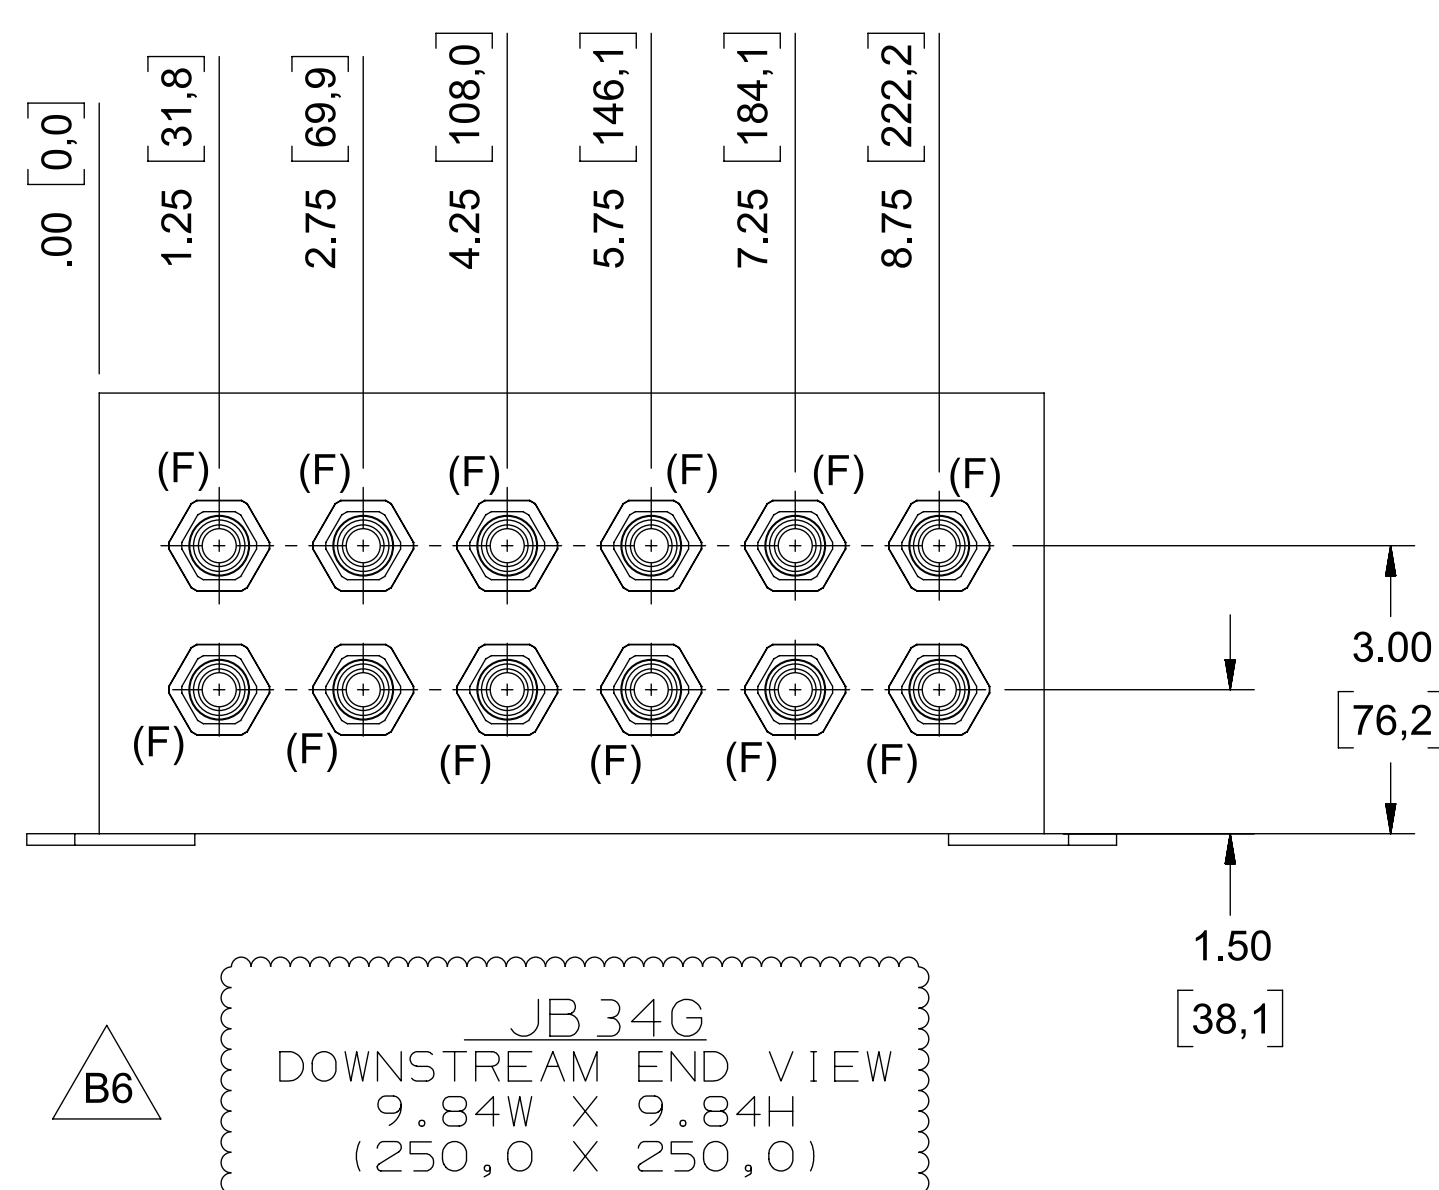 .00 [0,0]
1.25 [31,8]
2.75 [69,9]
4.25 [108,0]
5.75 [146,1]
7.25 [184,1]
8.75 [222,2]
(F) (F) (F) (F) (F) (F)
(F) (F) (F) (F) (F) (F)
3.00
[76,2]
1.50
[38,1]
B6
JB34G
DOWNSTREAM END VIEW
9.84W X 9.84H
(250,0 X 250,0)